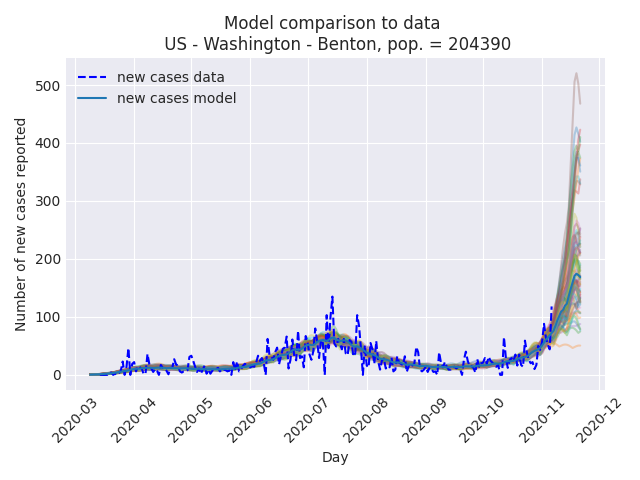 Model comparison to data
US - Washington - Benton, pop. = 204390
new cases data
new cases model
Number of new cases reported
500
400
300
200
100
0
2020-03
2020-04
2020-05
2020-06
2020-07
2020-08
2020-09
2020-10
2020-11
2020-12
Day